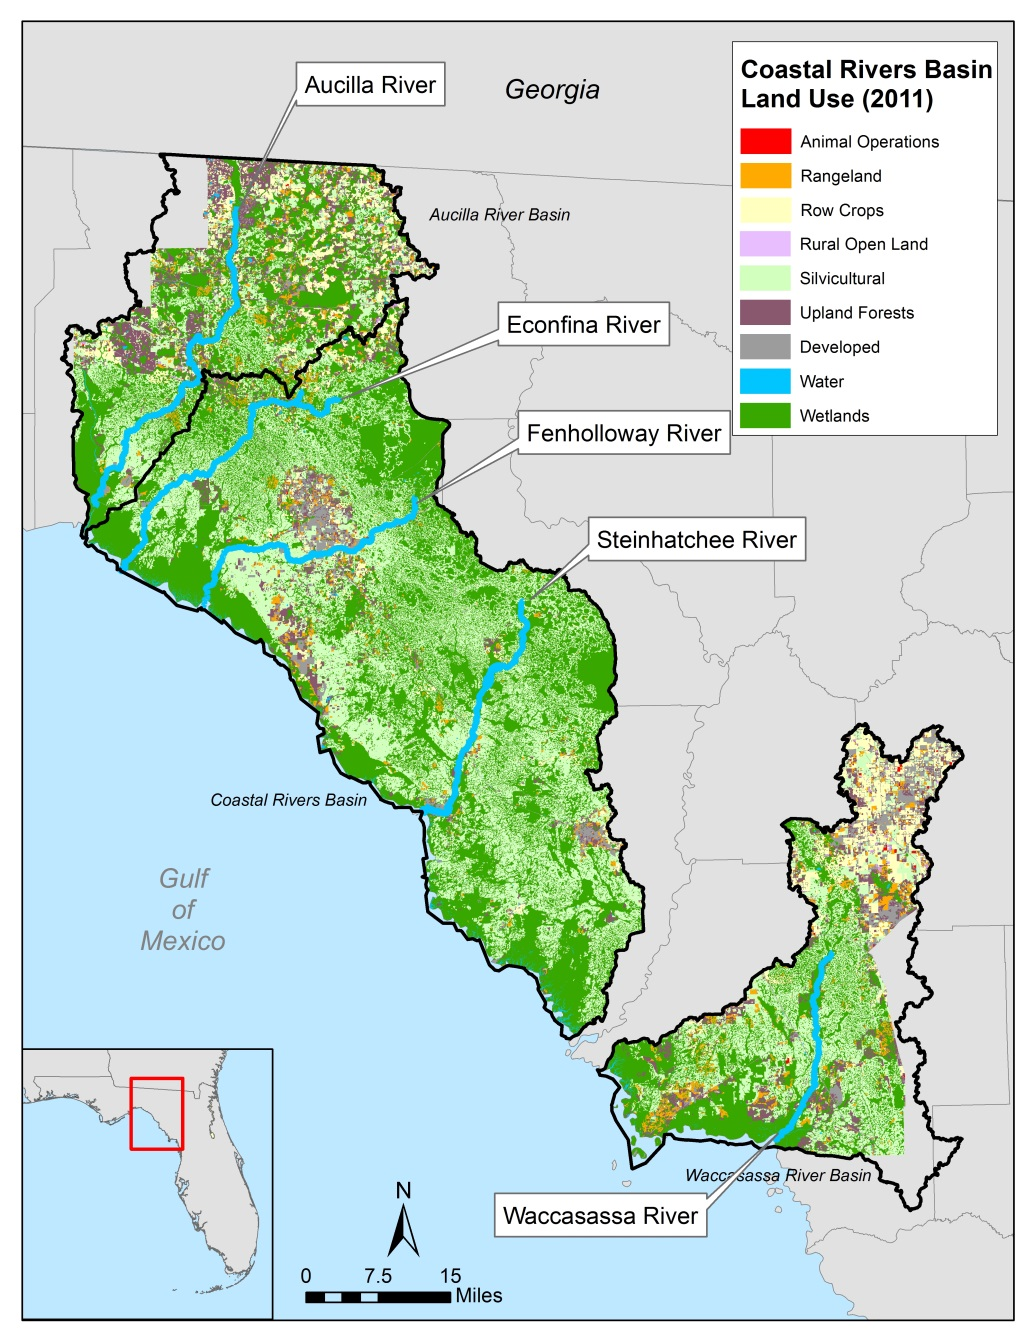 Coastal Rivers Basin
Land Use (2011)
Animal Operations
Rangeland
Row Crops
Rural Open Land
Silvicultural
Upland Forests
Developed
Water
Wetlands
Aucilla River
Georgia
Aucilla River Basin
Econfina River
Fenholloway River
Steinhatchee River
Coastal Rivers Basin
Gulf
of
Mexico
Waccasassa River Basin
Waccasassa River
N
0 7.5 15
Miles